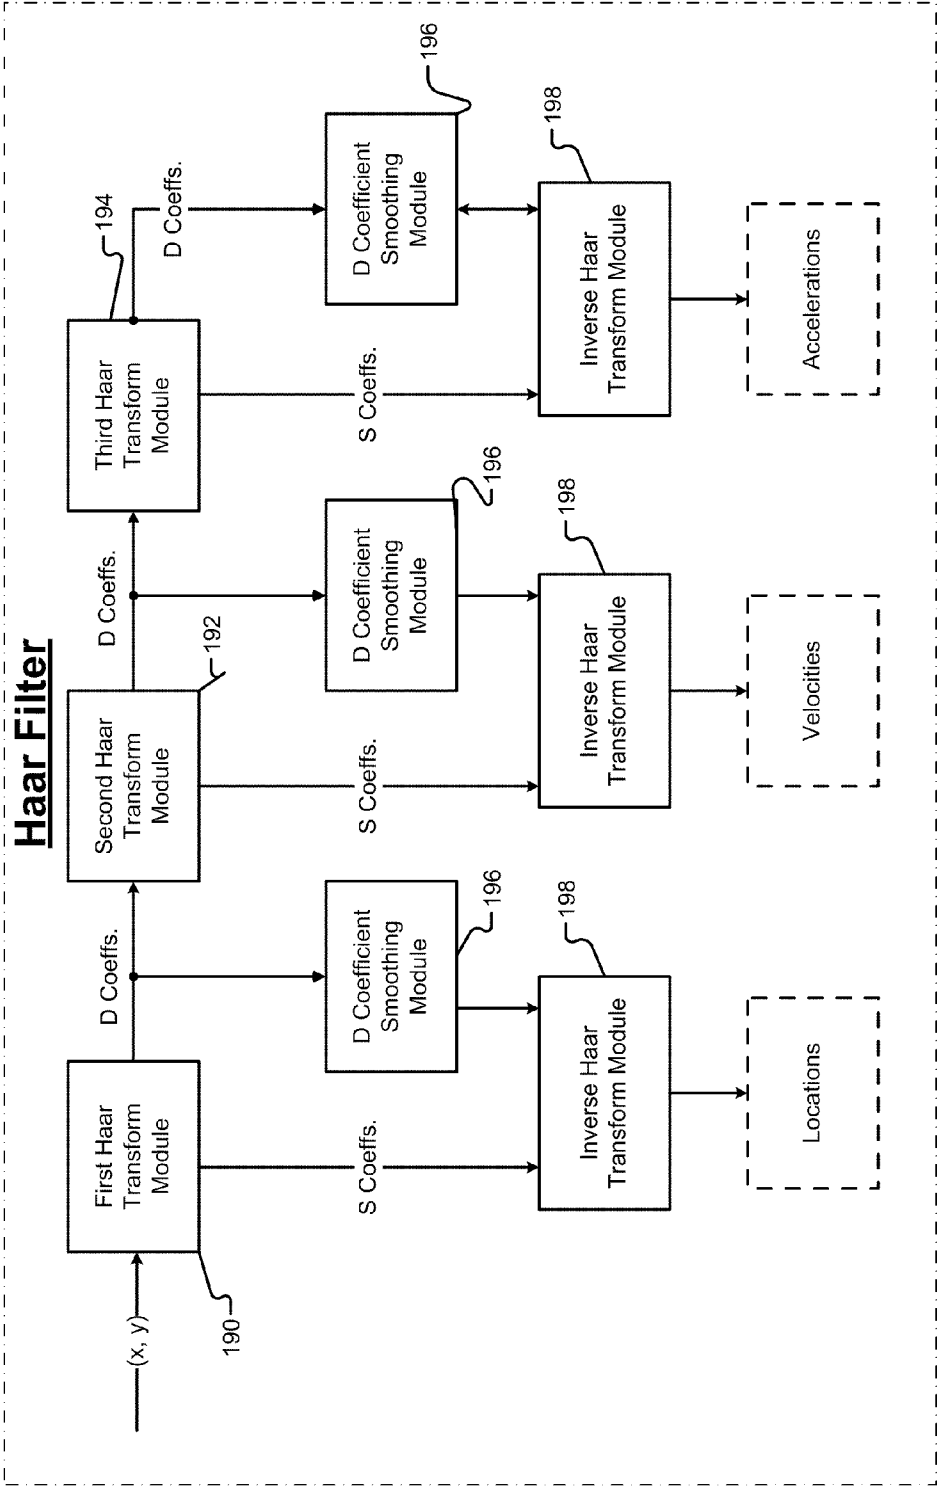 Haar Filter
(x, y)
190
First Haar
Transform
Module
D Coeffs.
Second Haar
Transform
Module
192
D Coeffs.
Third Haar
Transform
Module
194
D Coeffs.
S Coeffs.
D Coefficient
Smoothing
Module
196
S Coeffs.
D Coefficient
Smoothing
Module
196
S Coeffs.
D Coefficient
Smoothing
Module
196
Inverse Haar
Transform Module
198
Inverse Haar
Transform Module
198
Inverse Haar
Transform Module
198
Locations
Velocities
Accelerations